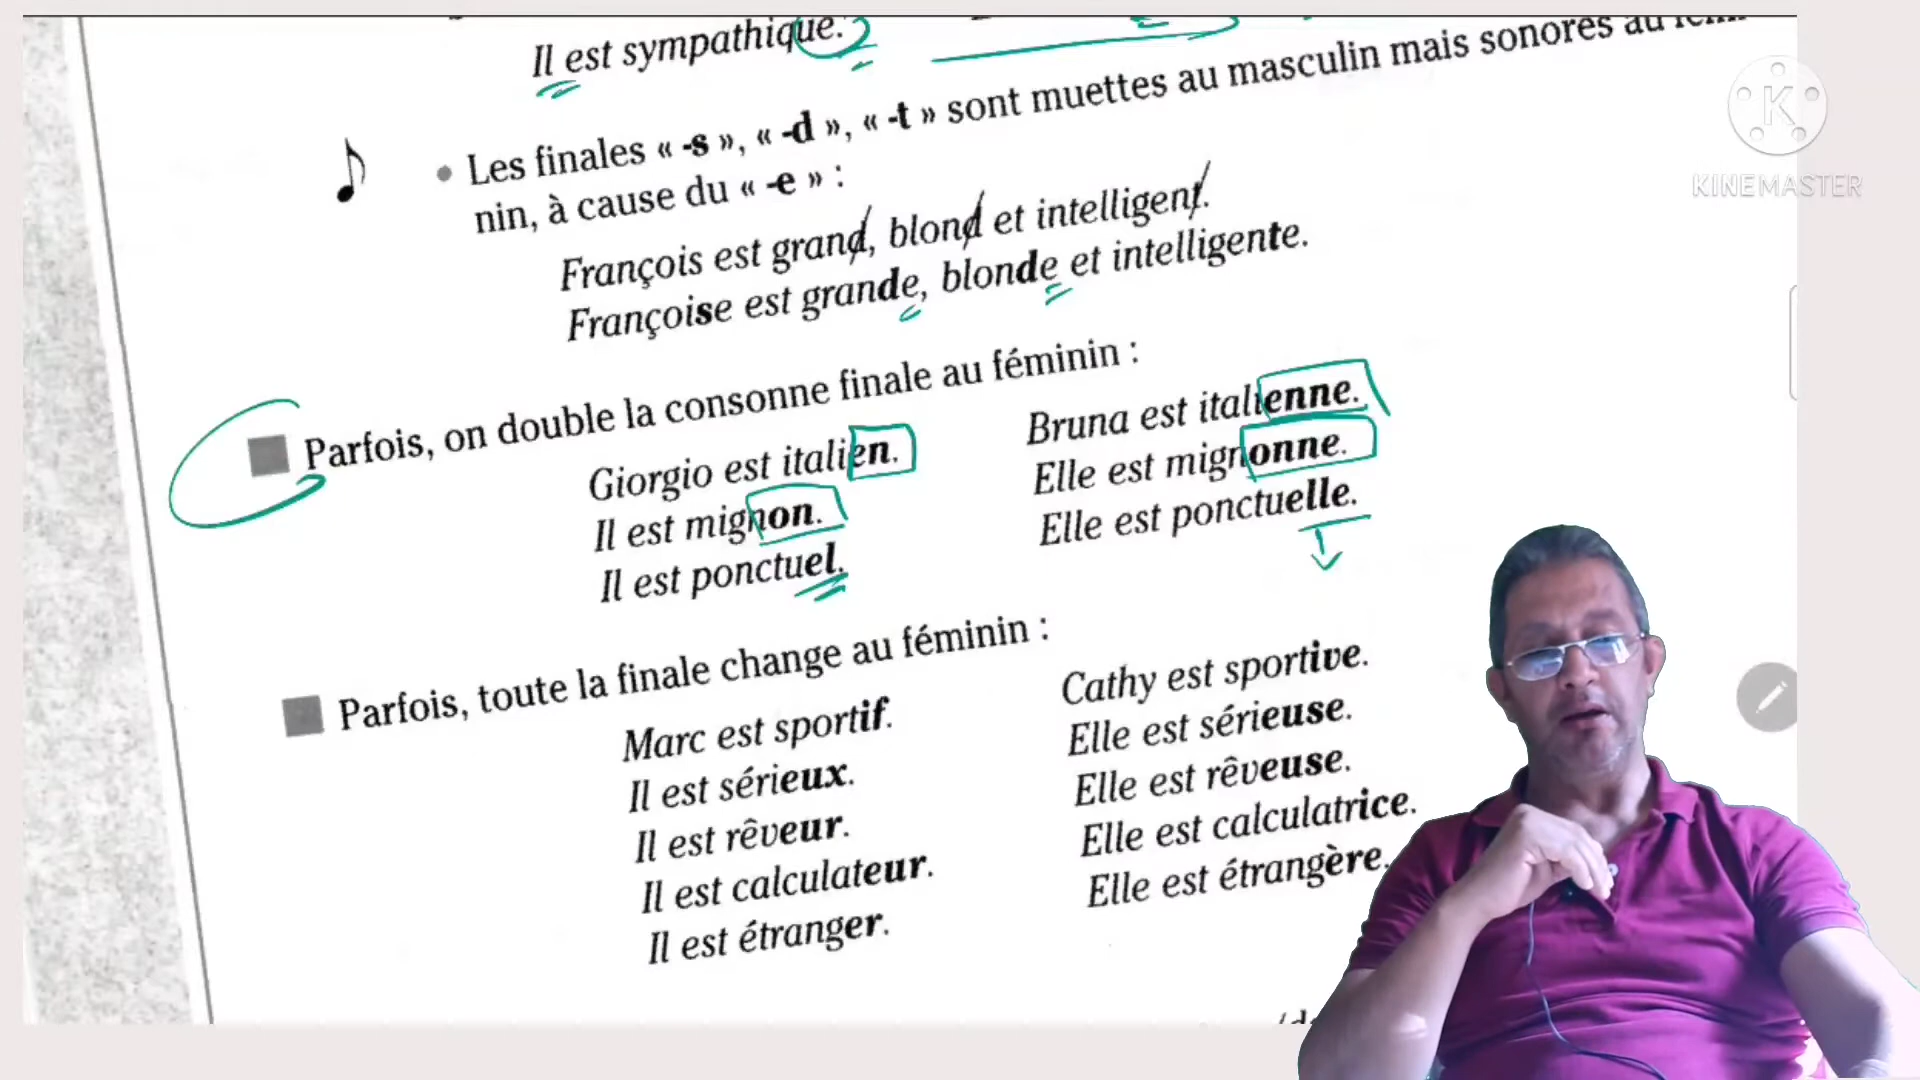 Il est sympathique.
Les finales « -s », « -d », « -t » sont muettes au masculin mais sonores au
nin, à cause du « -e » :
François est grand, blond et intelligent.
Françoise est grande, blonde et intelligente.
Parfois, on double la consonne finale au féminin :
Giorgio est italien. Bruna est italienne.
Il est mignon. Elle est mignonne.
Il est ponctuel. Elle est ponctuelle.
Parfois, toute la finale change au féminin :
Marc est sportif. Cathy est sportive.
Il est sérieux. Elle est sérieuse.
Il est rêveur. Elle est rêveuse.
Il est calculateur. Elle est calculatrice.
Il est étranger. Elle est étrangère.
K
KINEMASTER